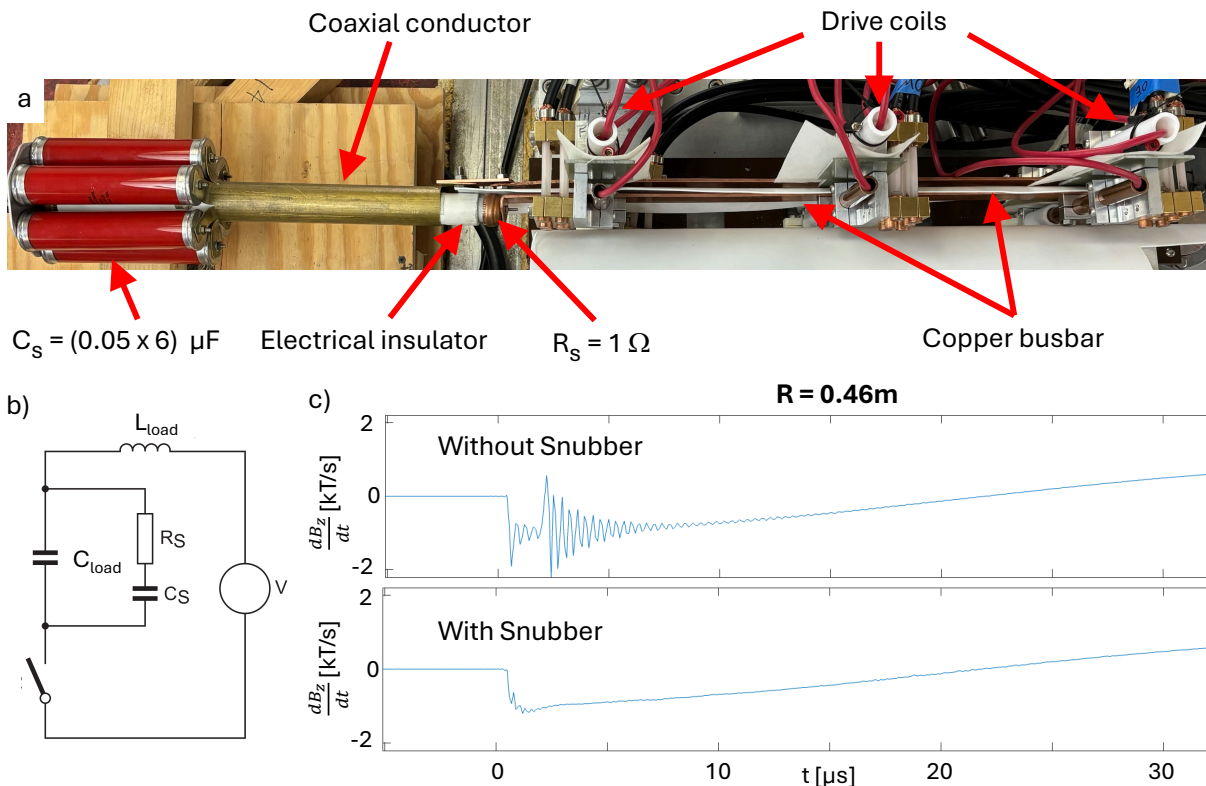 Coaxial conductor
Drive coils
a
C_s = (0.05 x 6) µF
Electrical insulator
R_s = 1 Ω
Copper busbar
b)
L_load
R_S
C_load
C_S
V
c)
R = 0.46m
Without Snubber
dB_z/dt [kT/s]
2
0
-2
With Snubber
dB_z/dt [kT/s]
2
0
-2
0
10
20
30
t [µs]